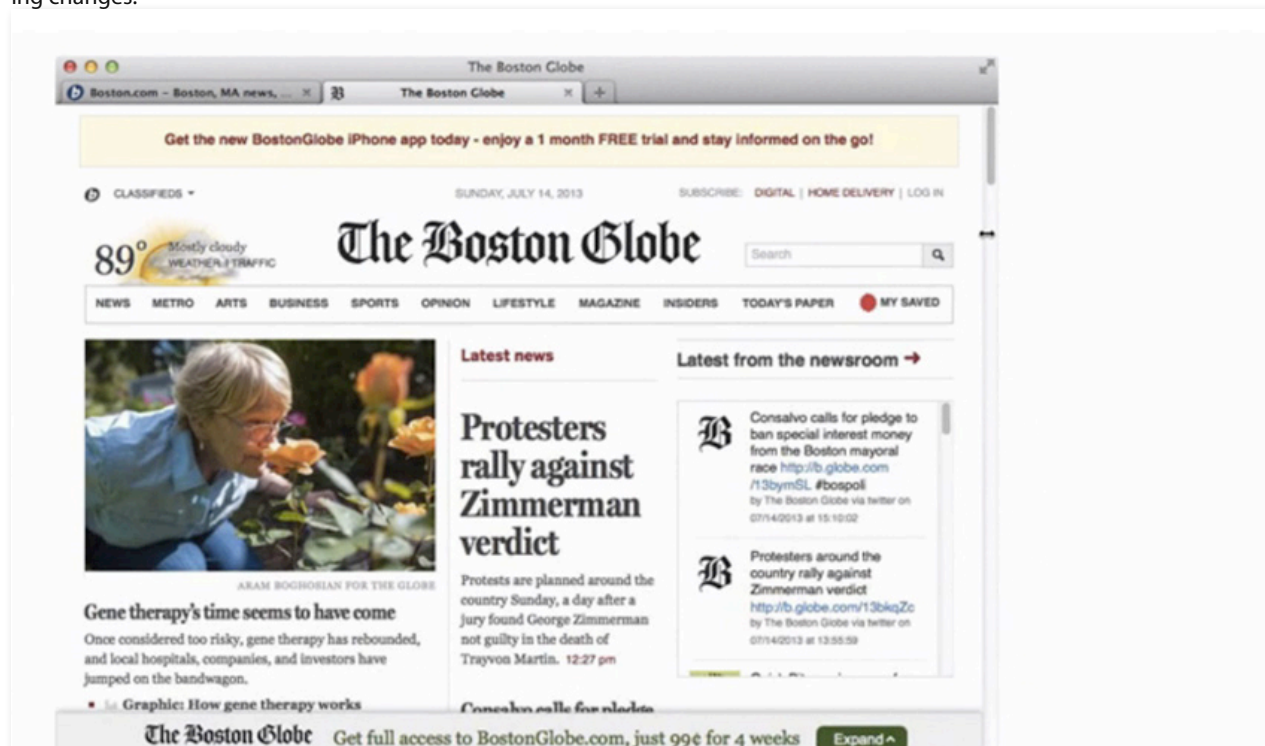 ing changes.
The Boston Globe
Boston.com – Boston, MA news, ...
The Boston Globe
Get the new BostonGlobe iPhone app today - enjoy a 1 month FREE trial and stay informed on the go!
CLASSIFIEDS
SUNDAY, JULY 14, 2013
SUBSCRIBE: DIGITAL | HOME DELIVERY | LOG IN
89° Mostly cloudy
WEATHER | TRAFFIC
The Boston Globe
Search
NEWS METRO ARTS BUSINESS SPORTS OPINION LIFESTYLE MAGAZINE INSIDERS TODAY'S PAPER MY SAVED
ARAM BOGHOSIAN FOR THE GLOBE
Gene therapy's time seems to have come
Once considered too risky, gene therapy has rebounded,
and local hospitals, companies, and investors have
jumped on the bandwagon.
Graphic: How gene therapy works
Latest news
Protesters
rally against
Zimmerman
verdict
Protests are planned around the
country Sunday, a day after a
jury found George Zimmerman
not guilty in the death of
Trayvon Martin. 12:27 pm
Consalvo calls for pledge
Latest from the newsroom →
B
Consalvo calls for pledge to
ban special interest money
from the Boston mayoral
race http://b.globe.com
/13bymSL #bospoli
by The Boston Globe via twitter on
07/14/2013 at 15:10:02
B
Protesters around the
country rally against
Zimmerman verdict
http://b.globe.com/13bkqZc
by The Boston Globe via twitter on
07/14/2013 at 13:55:59
The Boston Globe Get full access to BostonGlobe.com, just 99¢ for 4 weeks Expand